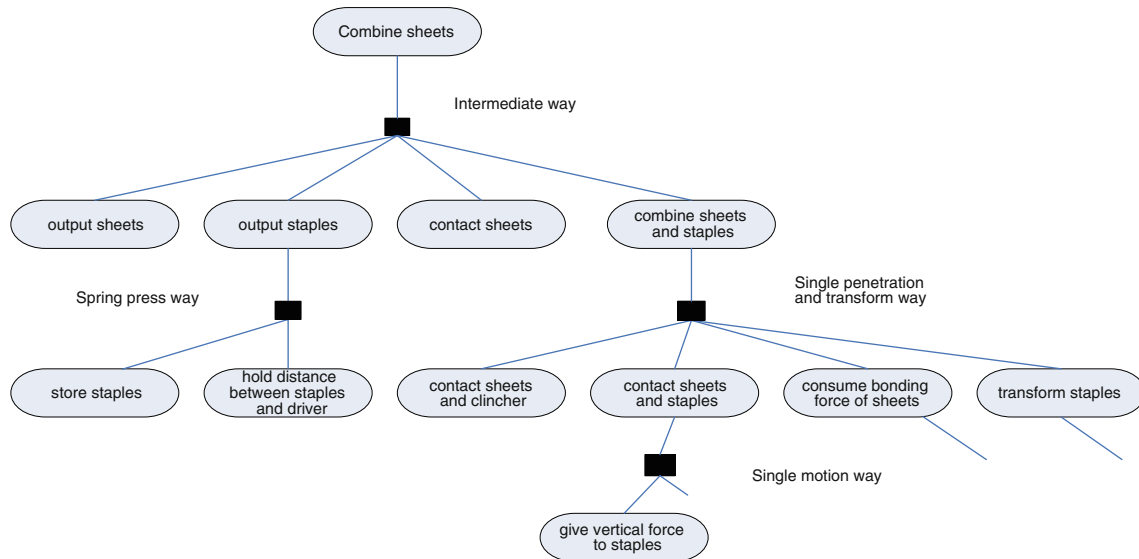 Combine sheets
Intermediate way
output sheets
output staples
contact sheets
combine sheets
and staples
Spring press way
Single penetration
and transform way
store staples
hold distance
between staples
and driver
contact sheets
and clincher
contact sheets
and staples
consume bonding
force of sheets
transform staples
Single motion way
give vertical force
to staples